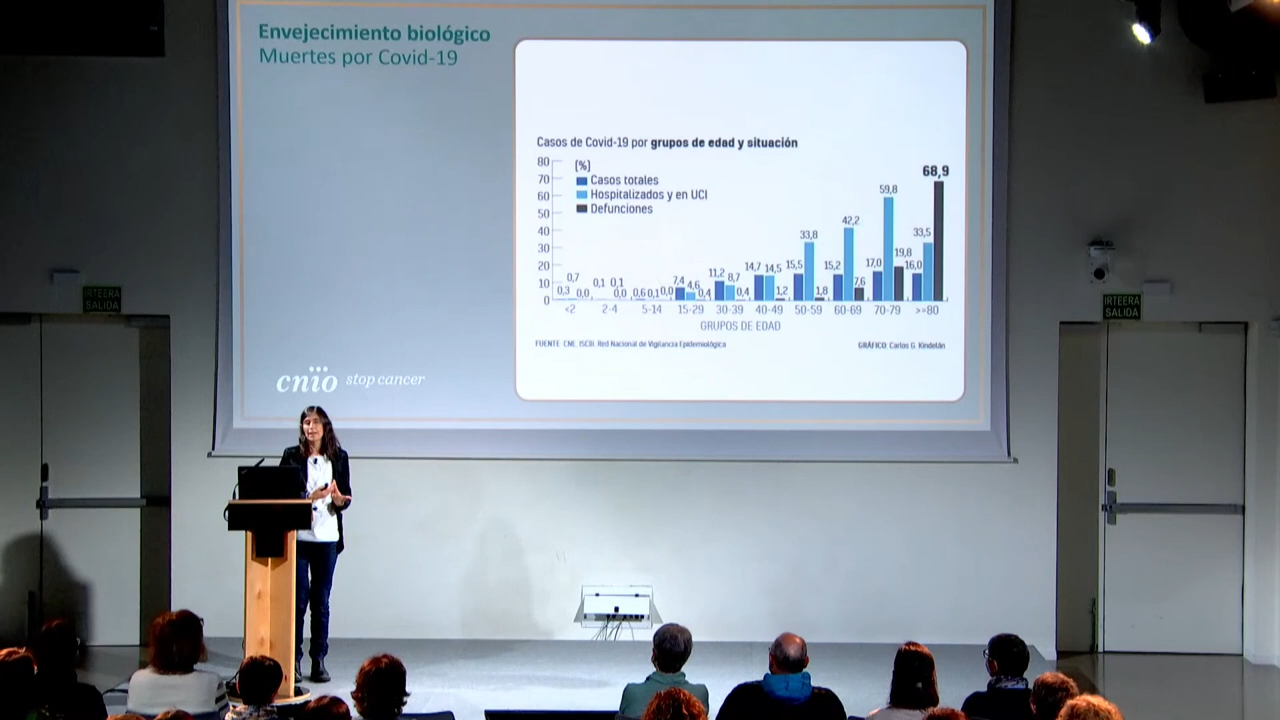 Envejecimiento biológico
Muertes por Covid-19
Casos de Covid-19 por grupos de edad y situación
[%]
Casos totales
Hospitalizados y en UCI
Defunciones
80
70
60
50
40
30
20
10
0
0,3 0,7 0,0
0,1 0,1 0,0
0,6 0,1 0,0
7,4 4,6 0,4
11,2 8,7 0,4
14,7 14,5 1,2
15,5 33,8 1,8
15,2 42,2 7,6
17,0 59,8 19,8
16,0 33,5 68,9
<2 2-4 5-14 15-29 30-39 40-49 50-59 60-69 70-79 >=80
GRUPOS DE EDAD
FUENTE: CNE. ISCIII. Red Nacional de Vigilancia Epidemiológica
GRÁFICO: Carlos G. Kindelán
cnio stop cancer
IRTEERA
SALIDA
IRTEERA
SALIDA